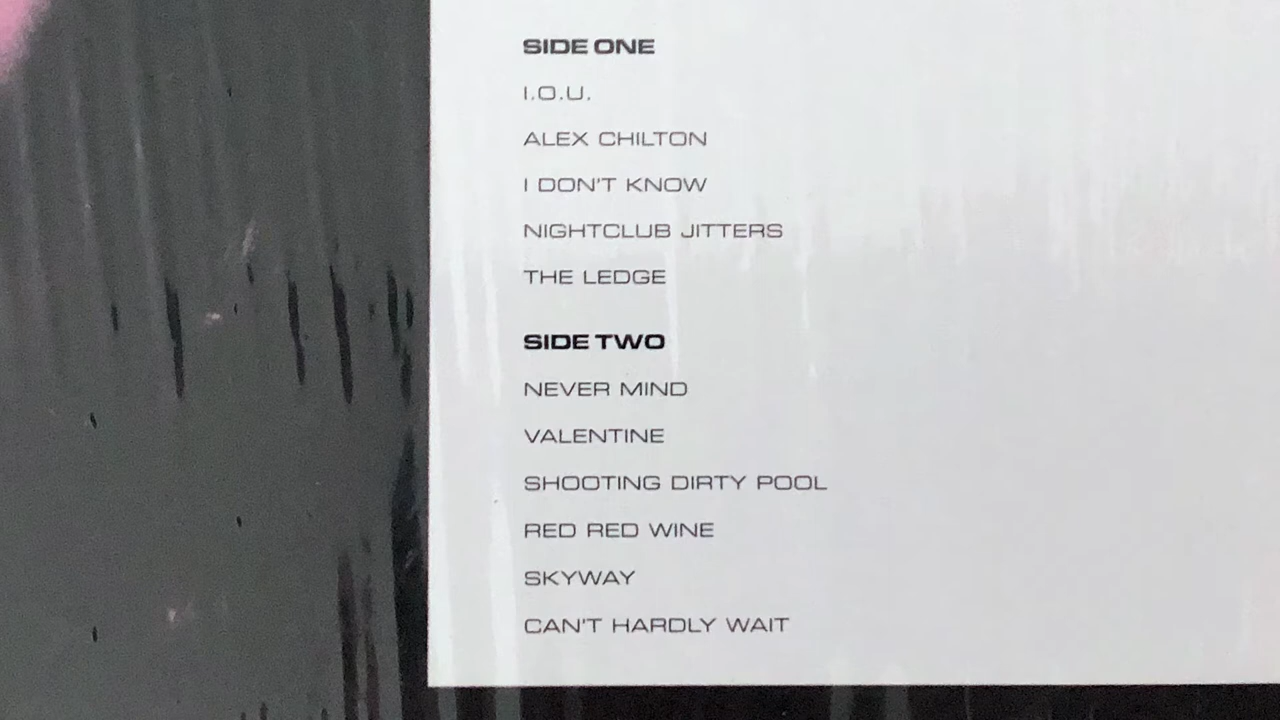 SIDE ONE
I.O.U.
ALEX CHILTON
I DON'T KNOW
NIGHTCLUB JITTERS
THE LEDGE
SIDE TWO
NEVER MIND
VALENTINE
SHOOTING DIRTY POOL
RED RED WINE
SKYWAY
CAN'T HARDLY WAIT